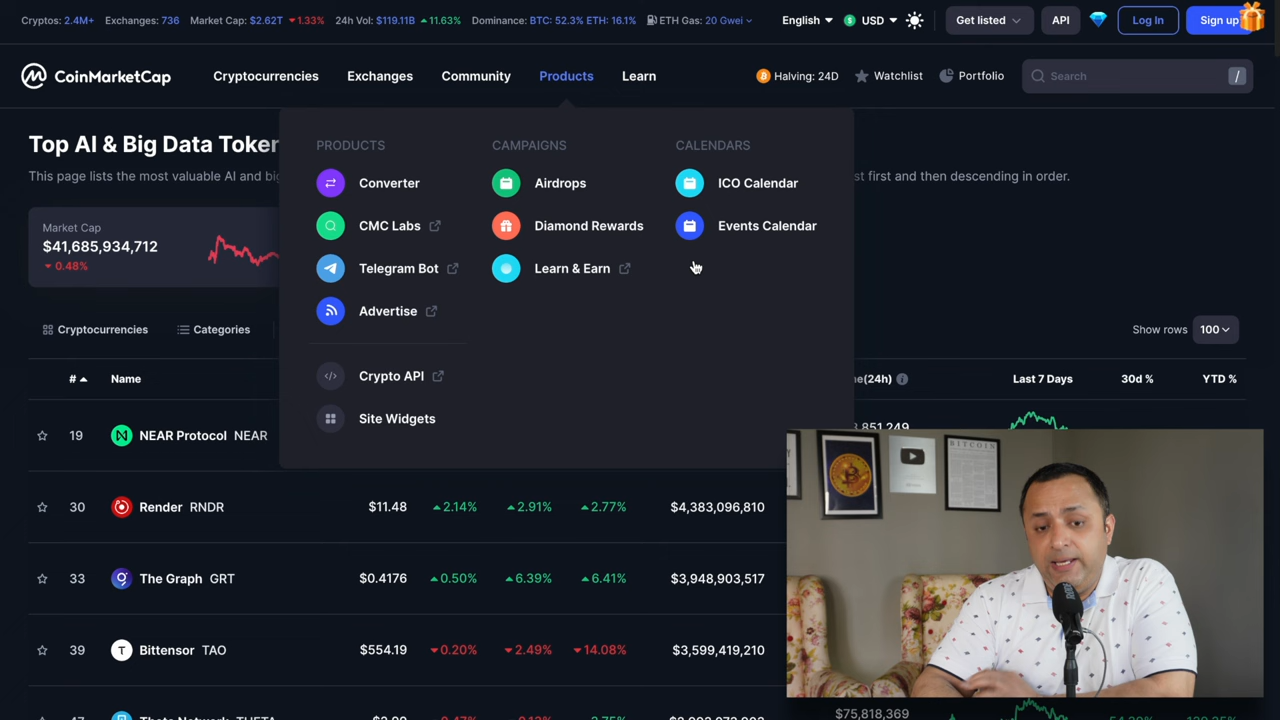 Cryptos: 2.4M+ Exchanges: 736 Market Cap: $2.62T 1.33% 24h Vol: $119.11B 11.63% Dominance: BTC: 52.3% ETH: 16.1% ETH Gas: 20 Gwei English USD Get listed API Log In Sign up
CoinMarketCap Cryptocurrencies Exchanges Community Products Learn Halving: 24D Watchlist Portfolio Search /
Top AI & Big Data Token
This page lists the most valuable AI and st first and then descending in order.
Market Cap
$41,685,934,712
0.48%
PRODUCTS CAMPAIGNS CALENDARS
Converter Airdrops ICO Calendar
CMC Labs Diamond Rewards Events Calendar
Telegram Bot Learn & Earn
Advertise
Crypto API
Site Widgets
Cryptocurrencies Categories Show rows 100
# Name (24h) Last 7 Days 30d % YTD %
19 NEAR Protocol NEAR 851,249
30 Render RNDR $11.48 2.14% 2.91% 2.77% $4,383,096,810
33 The Graph GRT $0.4176 0.50% 6.39% 6.41% $3,948,903,517
39 Bittensor TAO $554.19 0.20% 2.49% 14.08% $3,599,419,210
$75,818,369
BITCOIN